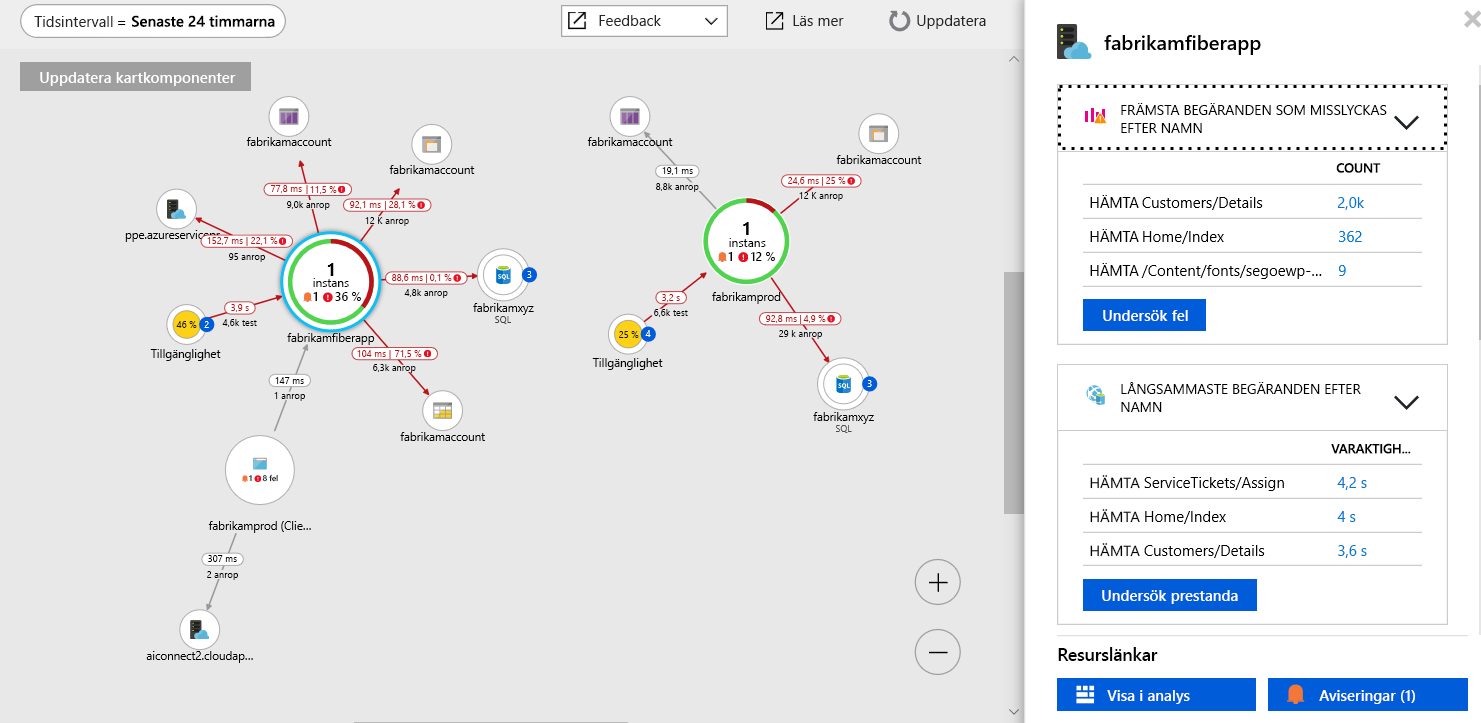 Tidsintervall = Senaste 24 timmarna
Feedback
Läs mer
Uppdatera
Uppdatera kartkomponenter
fabrikamaccount
fabrikamaccount
77,8 ms | 11,5 %
9,0k anrop
92,1 ms | 28,1 %
12 K anrop
ppe.azureservicepr
152,7 ms | 22,1 %
95 anrop
1
instans
1 36 %
fabrikamfiberapp
88,6 ms | 0,1 %
4,8k anrop
SQL
3
fabrikamxyz
SQL
3,9 s
4,6k test
46 %
2
Tillgänglighet
104 ms | 71,5 %
6,3k anrop
fabrikamaccount
147 ms
1 anrop
1 8 fel
fabrikamprod (Clie...
307 ms
2 anrop
aiconnect2.cloudap...
fabrikamaccount
fabrikamaccount
19,1 ms
8,8k anrop
24,6 ms | 25 %
12 K anrop
1
instans
1 12 %
fabrikamprod
3,2 s
6,6k test
25 %
4
Tillgänglighet
92,8 ms | 4,9 %
29 k anrop
SQL
3
fabrikamxyz
SQL
fabrikamfiberapp
FRÄMSTA BEGÄRANDEN SOM MISSLYCKAS
EFTER NAMN
COUNT
HÄMTA Customers/Details 2,0k
HÄMTA Home/Index 362
HÄMTA /Content/fonts/segoewp-... 9
Undersök fel
LÅNGSAMMASTE BEGÄRANDEN EFTER
NAMN
VARAKTIGH...
HÄMTA ServiceTickets/Assign 4,2 s
HÄMTA Home/Index 4 s
HÄMTA Customers/Details 3,6 s
Undersök prestanda
Resurslänkar
Visa i analys
Aviseringar (1)